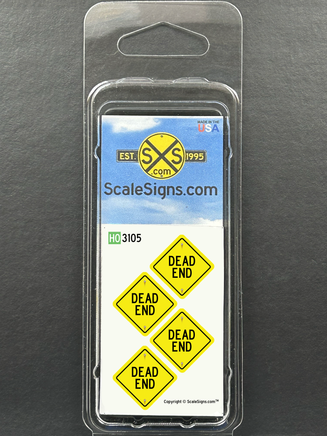 MADE IN THE
USA
EST. SXS 1995
.com
ScaleSigns.com
HO 3105
DEAD
END
DEAD
END
DEAD
END
DEAD
END
Copyright © ScaleSigns.com™